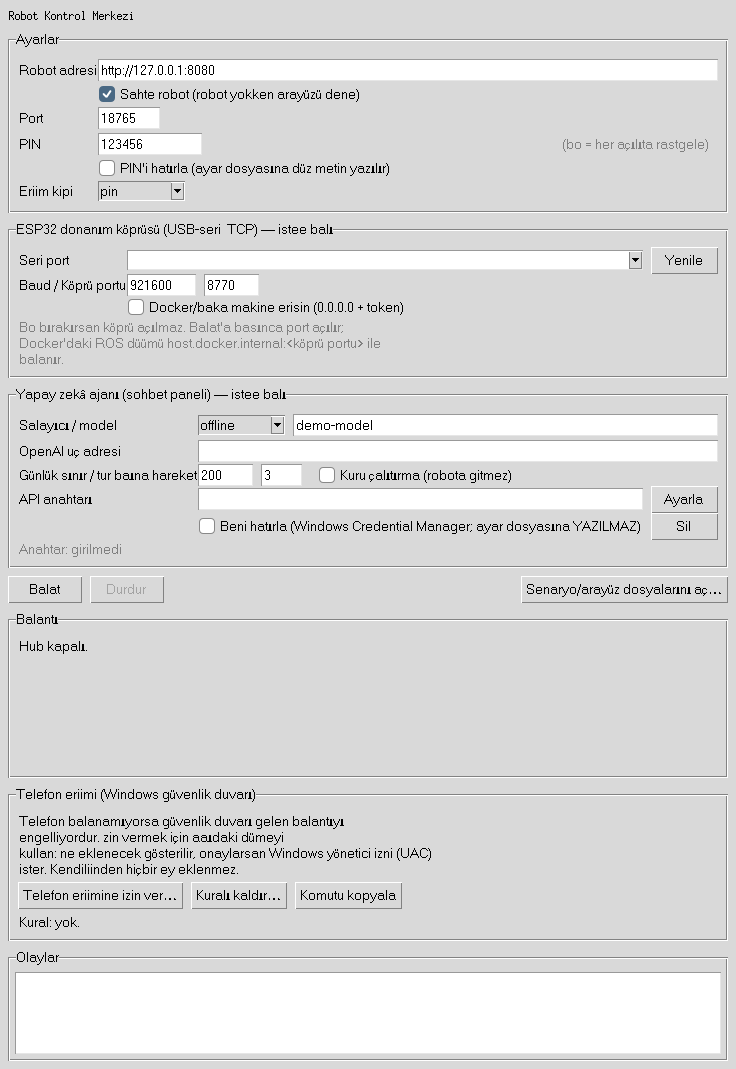 Robot Kontrol Merkezi
Ayarlar
Robot adresi http://127.0.0.1:8080
Sahte robot (robot yokken arayüzü dene)
Port 18765
PIN 123456 (bo = her açılıta rastgele)
PIN'i hatırla (ayar dosyasına düz metin yazılır)
Eriim kipi pin
ESP32 donanım köprüsü (USB-seri TCP) — istee balı
Seri port Yenile
Baud / Köprü portu 921600 8770
Docker/baka makine erisin (0.0.0.0 + token)
Bo bırakırsan köprü açılmaz. Balat'a basınca port açılır;
Docker'daki ROS düümü host.docker.internal:<köprü portu> ile
balanır.
Yapay zekâ ajanı (sohbet paneli) — istee balı
Salayıcı / model offline demo-model
OpenAI uç adresi
Günlük sınır / tur baına hareket 200 3 Kuru çalıtırma (robota gitmez)
API anahtarı Ayarla
Beni hatırla (Windows Credential Manager; ayar dosyasına YAZILMAZ) Sil
Anahtar: girilmedi
Balat Durdur Senaryo/arayüz dosyalarını aç...
Balantı
Hub kapalı.
Telefon eriimi (Windows güvenlik duvarı)
Telefon balanamıyorsa güvenlik duvarı gelen balantıyı
engelliyordur. zin vermek için aaıdaki dümeyi
kullan: ne eklenecek gösterilir, onaylarsan Windows yönetici izni (UAC)
ister. Kendiliinden hiçbir ey eklenmez.
Telefon eriimine izin ver... Kuralı kaldır... Komutu kopyala
Kural: yok.
Olaylar